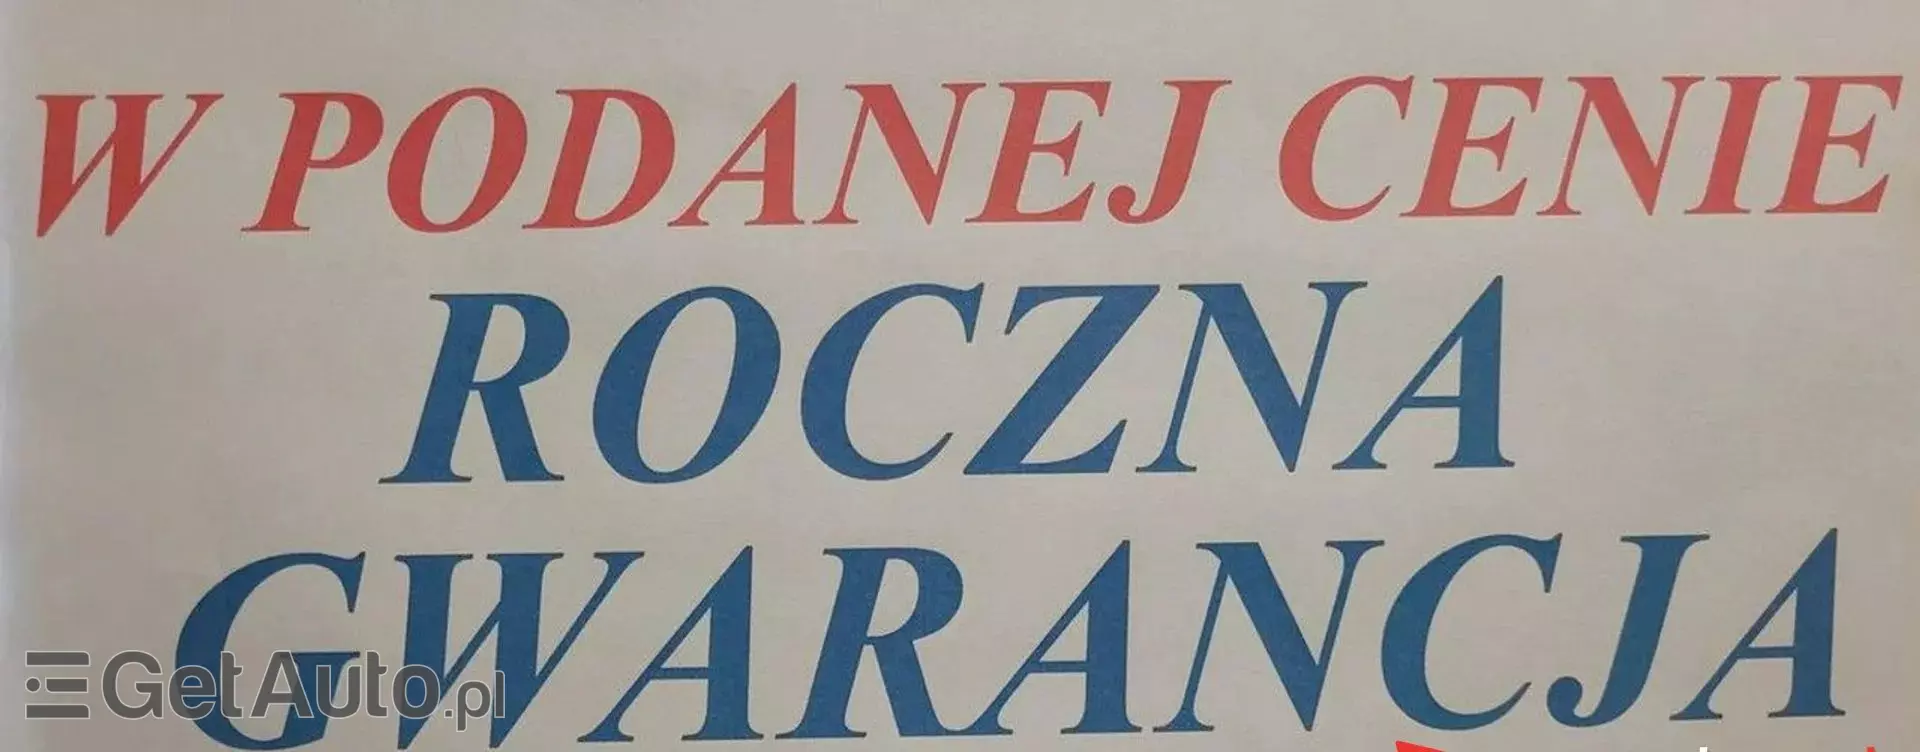 W PODANEJ CENIE
ROCZNA
GWARANCJA
GetAuto.pl